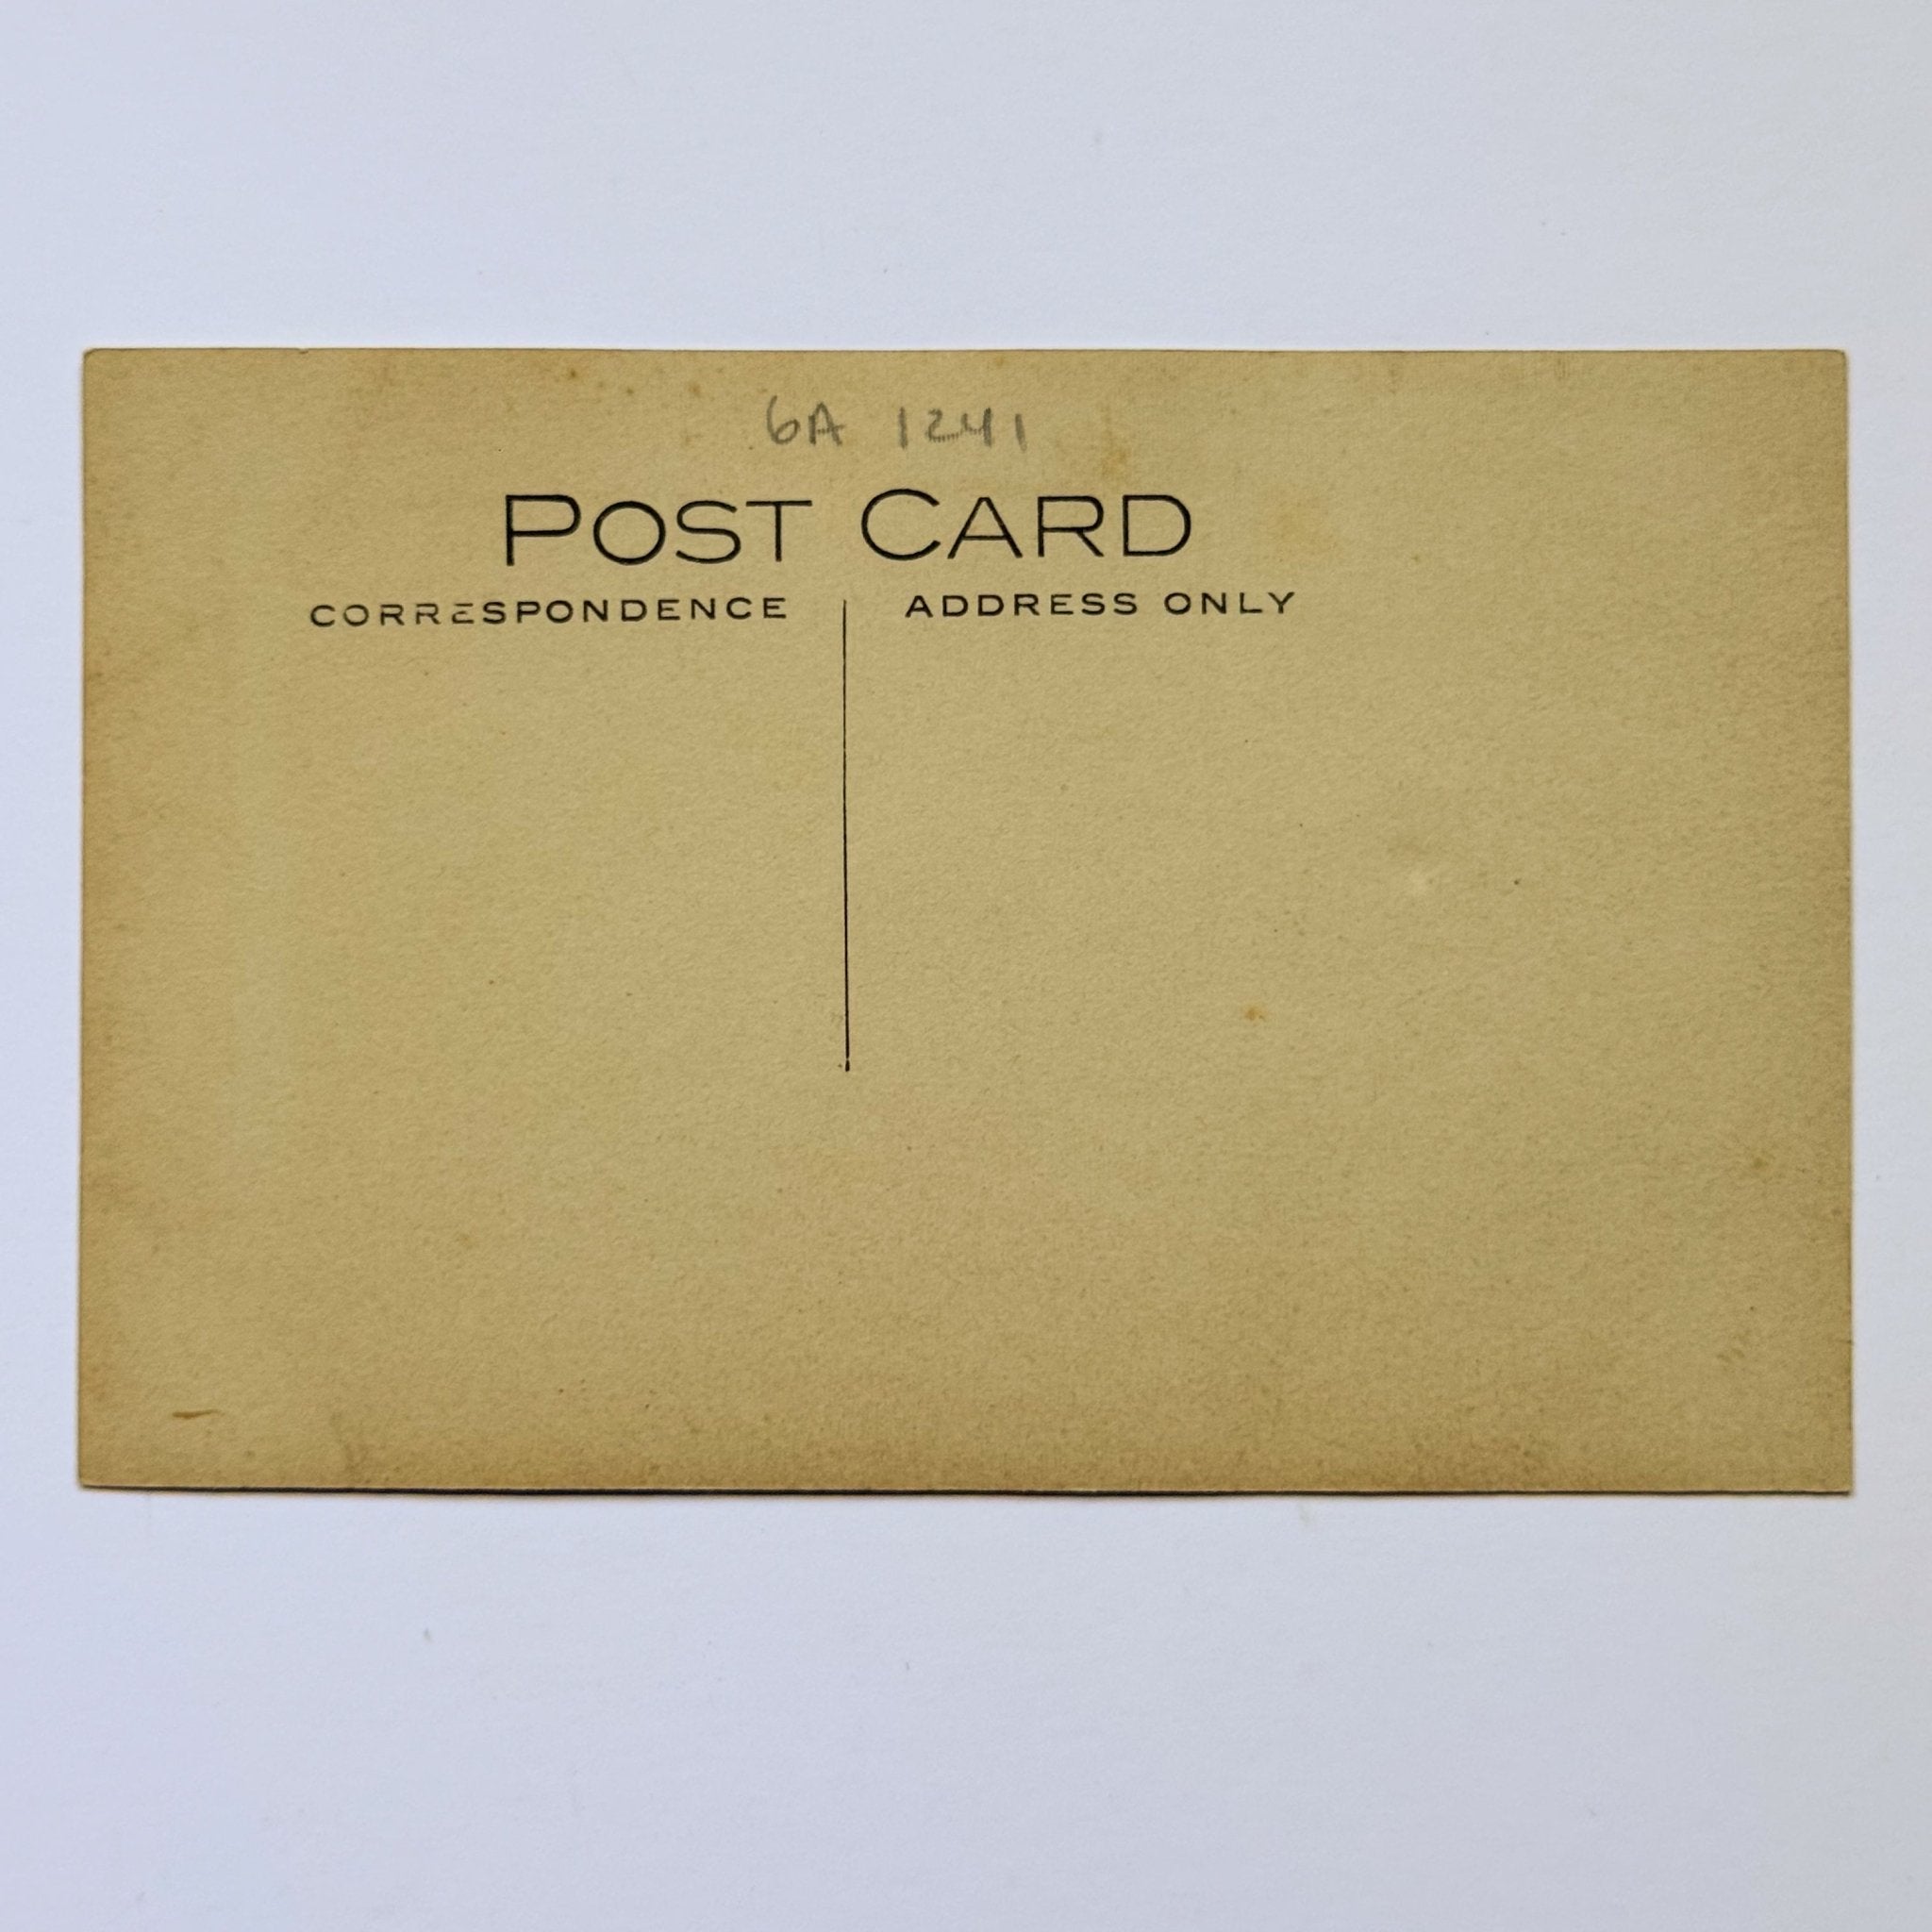 6A 1241
POST CARD
CORRESPONDENCE
ADDRESS ONLY